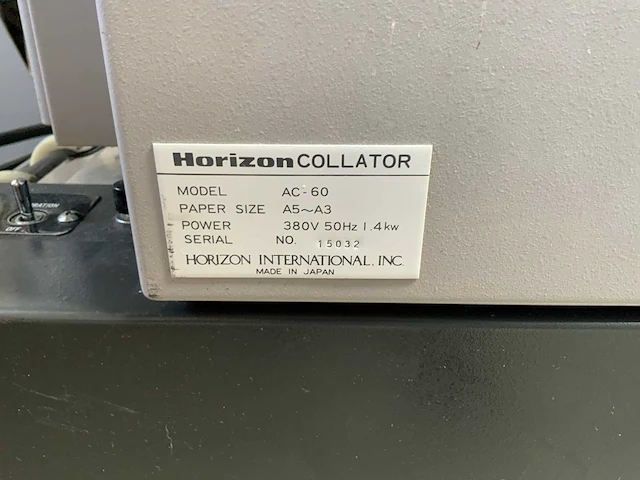 Horizon COLLATOR
MODEL AC-60
PAPER SIZE A5~A3
POWER 380V 50Hz 1.4kw
SERIAL NO. 15032
HORIZON INTERNATIONAL, INC.
MADE IN JAPAN
OFF